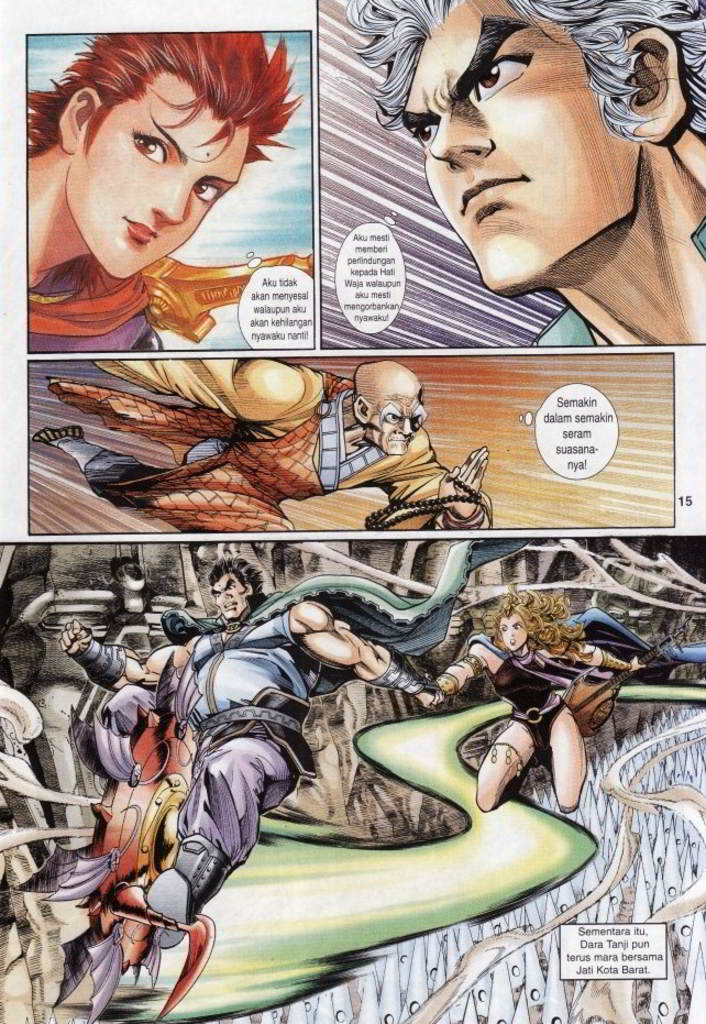 Aku tidak
akan menyesal
walaupun aku
akan kehilangan
nyawaku nanti!
Aku mesti
memberi
perlindungan
kepada Hati
Waja walaupun
aku mesti
mengorbankan
nyawaku!
Semakin
dalam semakin
seram
suasana-
nya!
15
Sementara itu,
Dara Tanji pun
terus mara bersama
Jati Kota Barat.